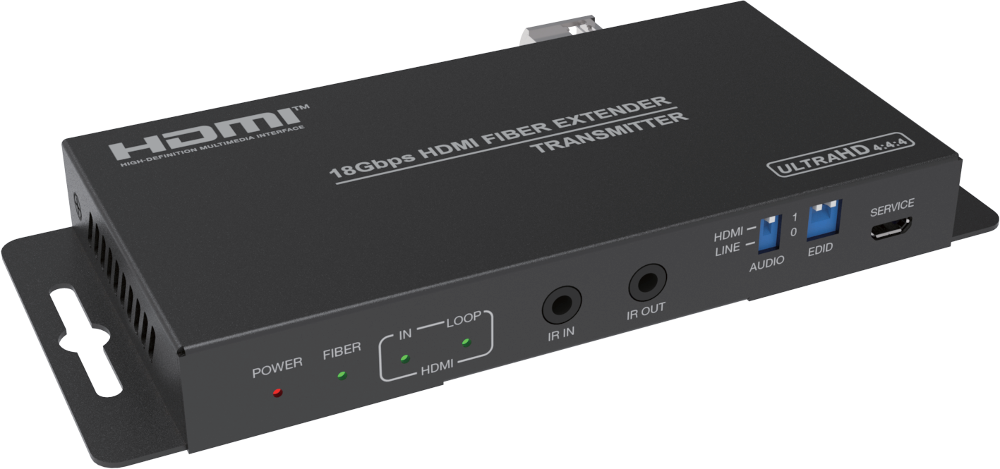 HDMI™
HIGH-DEFINITION MULTIMEDIA INTERFACE
18Gbps HDMI FIBER EXTENDER
TRANSMITTER
ULTRAHD 4:4:4
POWER
FIBER
IN
LOOP
HDMI
IR IN
IR OUT
HDMI
LINE
AUDIO
1
0
EDID
SERVICE